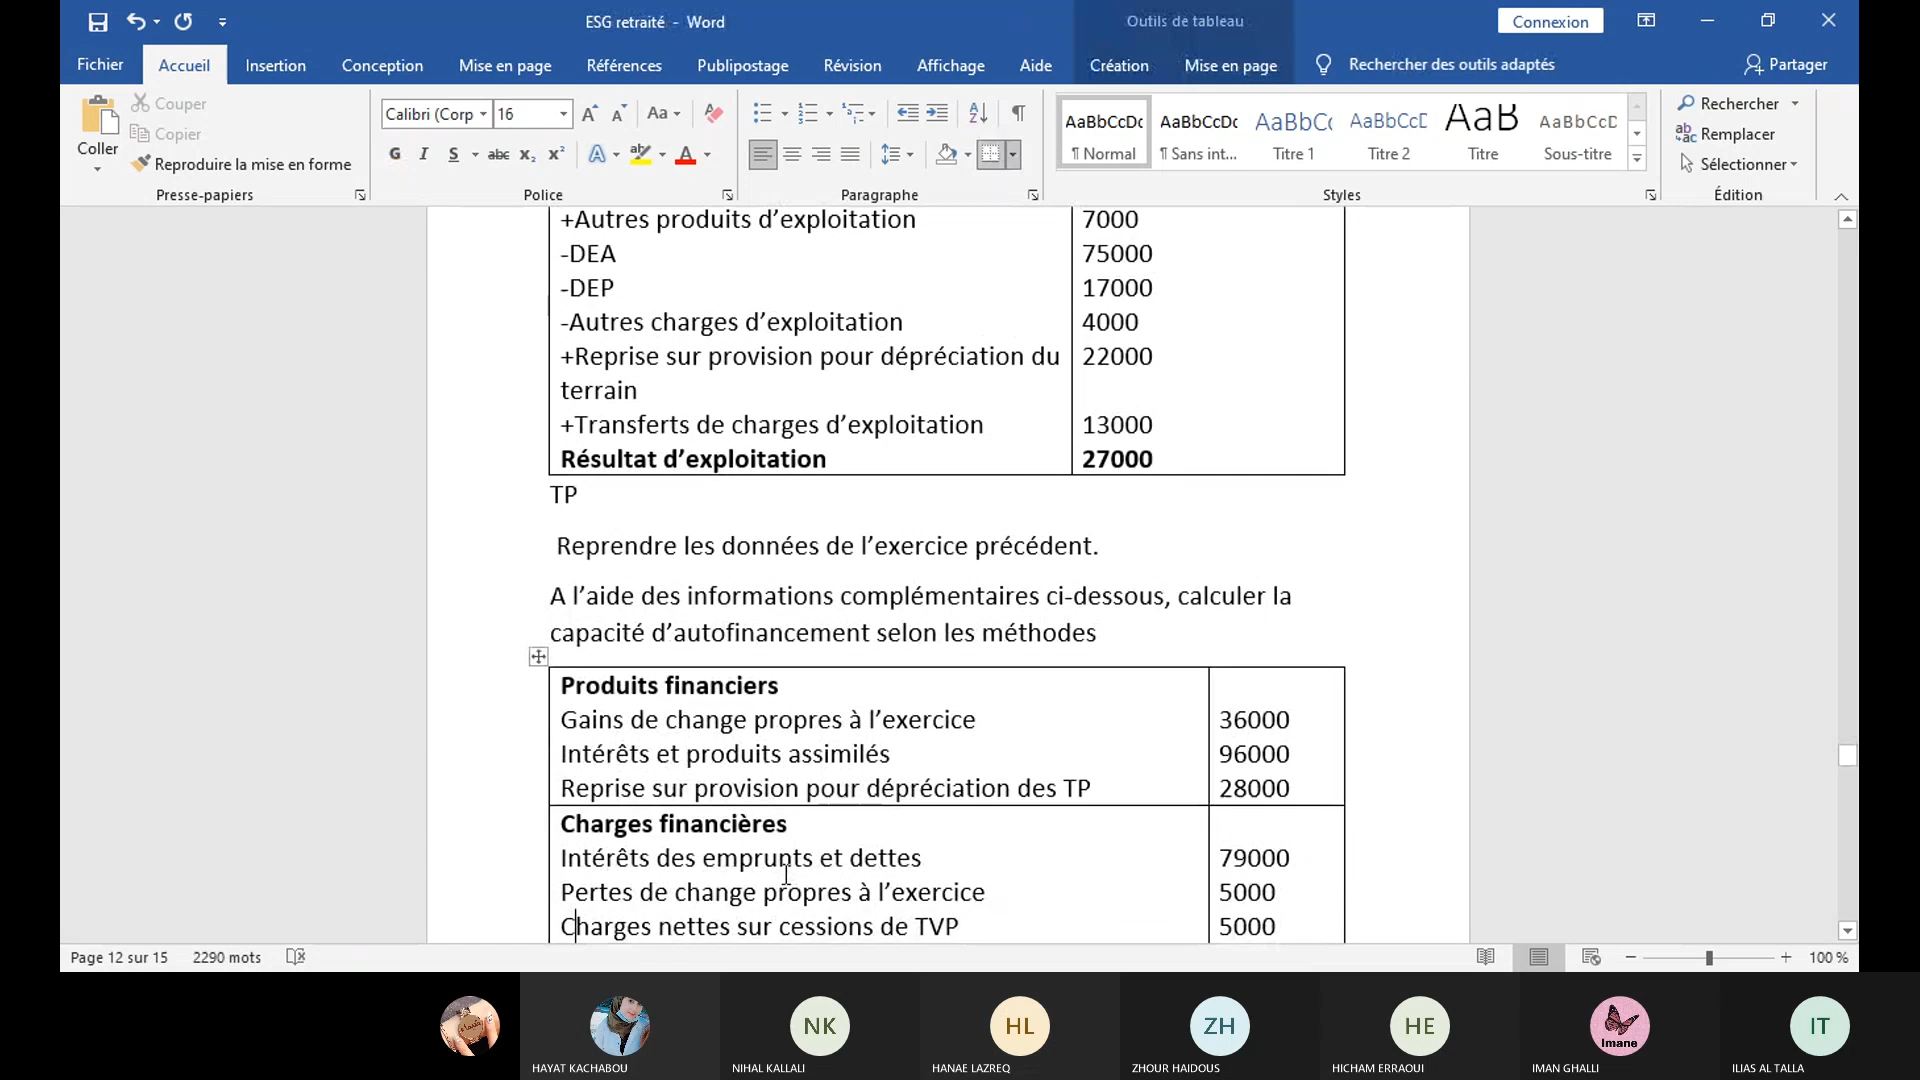 ESG retraité - Word
Outils de tableau
Connexion
Fichier
Accueil
Insertion
Conception
Mise en page
Références
Publipostage
Révision
Affichage
Aide
Création
Mise en page
Rechercher des outils adaptés
Partager
Coller
Couper
Copier
Reproduire la mise en forme
Presse-papiers
Calibri (Corp
16
Aa
G I S abc x₂ x²
Police
Paragraphe
AaBbCcDc
¶ Normal
AaBbCcDc
¶ Sans int...
AaBbCc
Titre 1
AaBbCcC
Titre 2
AaB
Titre
AaBbCcD
Sous-titre
Styles
Rechercher
Remplacer
Sélectionner
Édition
+Autres produits d’exploitation 7000
-DEA 75000
-DEP 17000
-Autres charges d’exploitation 4000
+Reprise sur provision pour dépréciation du 22000
terrain
+Transferts de charges d’exploitation 13000
Résultat d’exploitation 27000
TP
Reprendre les données de l’exercice précédent.
A l’aide des informations complémentaires ci-dessous, calculer la
capacité d’autofinancement selon les méthodes
Produits financiers
Gains de change propres à l’exercice 36000
Intérêts et produits assimilés 96000
Reprise sur provision pour dépréciation des TP 28000
Charges financières
Intérêts des emprunts et dettes 79000
Pertes de change propres à l’exercice 5000
Charges nettes sur cessions de TVP 5000
Page 12 sur 15
2290 mots
100 %
NK
HL
ZH
HE
Imane
IT
HAYAT KACHABOU
NIHAL KALLALI
HANAE LAZREQ
ZHOUR HAIDOUS
HICHAM ERRAOUI
IMAN GHALLI
ILIAS AL TALLA